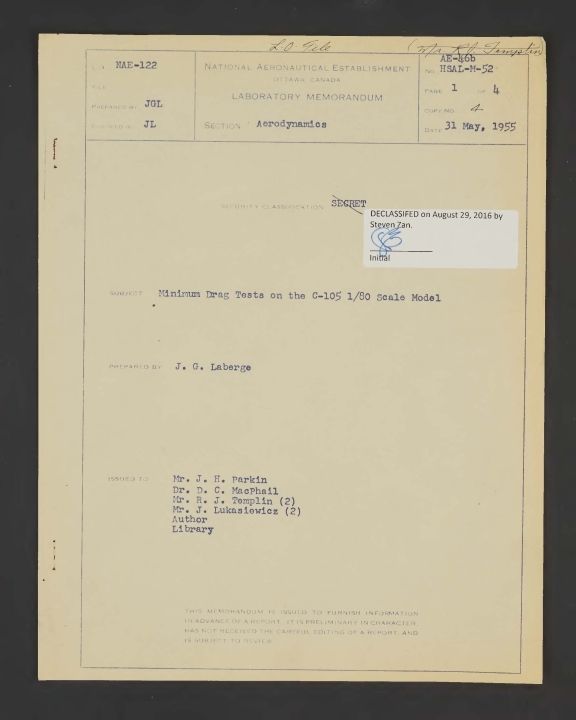 L.O. File (Mr R.J. Templin)
NAE-122
FILE
PREPARED BY JGL
CHECKED BY JL
NATIONAL AERONAUTICAL ESTABLISHMENT
OTTAWA, CANADA
LABORATORY MEMORANDUM
SECTION Aerodynamics
AE-46b
NO. HSAL-M-52
PAGE 1 OF 4
COPY NO. 4
DATE 31 May, 1955
SECURITY CLASSIFICATION SECRET
DECLASSIFED on August 29, 2016 by
Steven Zan.
Initial
SUBJECT Minimum Drag Tests on the C-105 1/80 Scale Model
PREPARED BY J. G. Laberge
ISSUED TO Mr. J. H. Parkin
Dr. D. C. MacPhail
Mr. R. J. Templin (2)
Mr. J. Lukasiewicz (2)
Author
Library
THIS MEMORANDUM IS ISSUED TO FURNISH INFORMATION
IN ADVANCE OF A REPORT. IT IS PRELIMINARY IN CHARACTER,
HAS NOT RECEIVED THE CAREFUL EDITING OF A REPORT, AND
IS SUBJECT TO REVIEW.